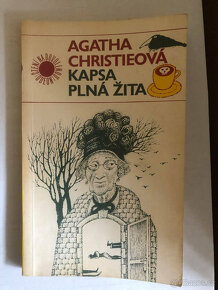 AGATHA
CHRISTIEOVÁ
KAPSA
PLNÁ ŽITA